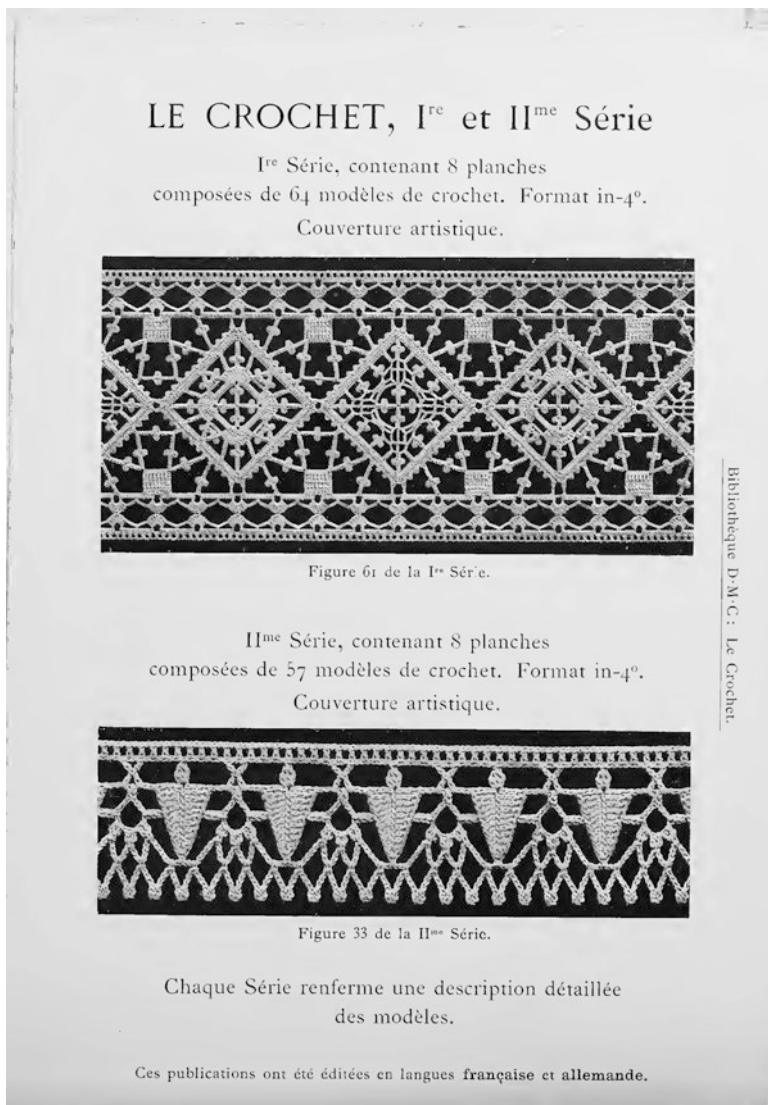 LE CROCHET, Iʳᵉ et IIᵐᵉ Série
Iʳᵉ Série, contenant 8 planches
composées de 64 modèles de crochet. Format in-4º.
Couverture artistique.
Figure 61 de la Iʳᵉ Série.
IIᵐᵉ Série, contenant 8 planches
composées de 57 modèles de crochet. Format in-4º.
Couverture artistique.
Figure 33 de la IIᵐᵉ Série.
Chaque Série renferme une description détaillée
des modèles.
Ces publications ont été éditées en langues française et allemande.
Bibliothèque D·M·C: Le Crochet.